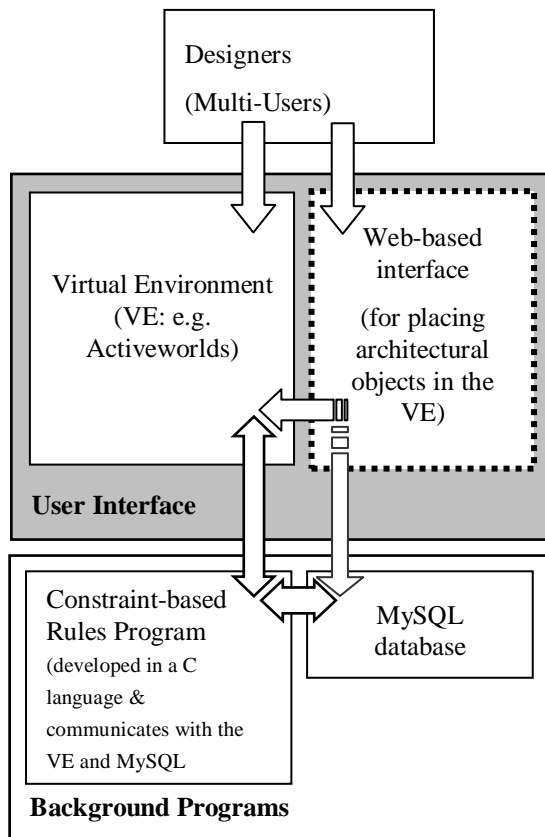 Designers
(Multi-Users)
Virtual Environment
(VE: e.g.
Activeworlds)
Web-based
interface
(for placing
architectural
objects in the
VE)
User Interface
Constraint-based
Rules Program
(developed in a C
language &
communicates with the
VE and MySQL
MySQL
database
Background Programs